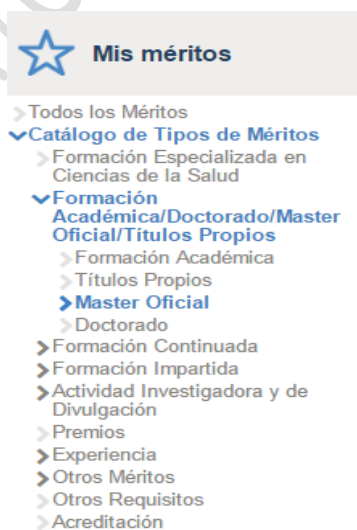 Mis méritos
Todos los Méritos
Catálogo de Tipos de Méritos
Formación Especializada en
Ciencias de la Salud
Formación
Académica/Doctorado/Master
Oficial/Títulos Propios
Formación Académica
Títulos Propios
Master Oficial
Doctorado
Formación Continuada
Formación Impartida
Actividad Investigadora y de
Divulgación
Premios
Experiencia
Otros Méritos
Otros Requisitos
Acreditación